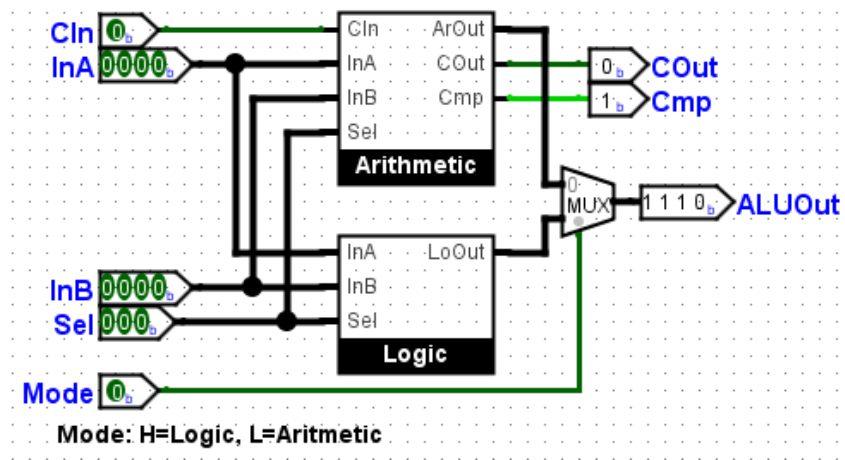 CIn 0b CIn ArOut
InA 0000b InA COut 0b COut
InB Cmp 1b Cmp
Sel
Arithmetic
0
MUX 1110b ALUOut
InA LoOut
InB 0000b InB
Sel 000b Sel
Logic
Mode 0b
Mode: H=Logic, L=Aritmetic